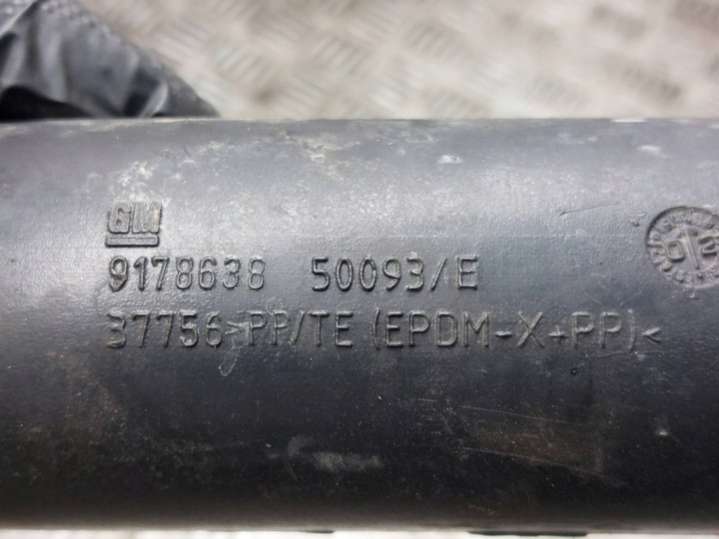 GM
9178638 50093/E
37756 >PP/TE (EPDM-X+PP)<